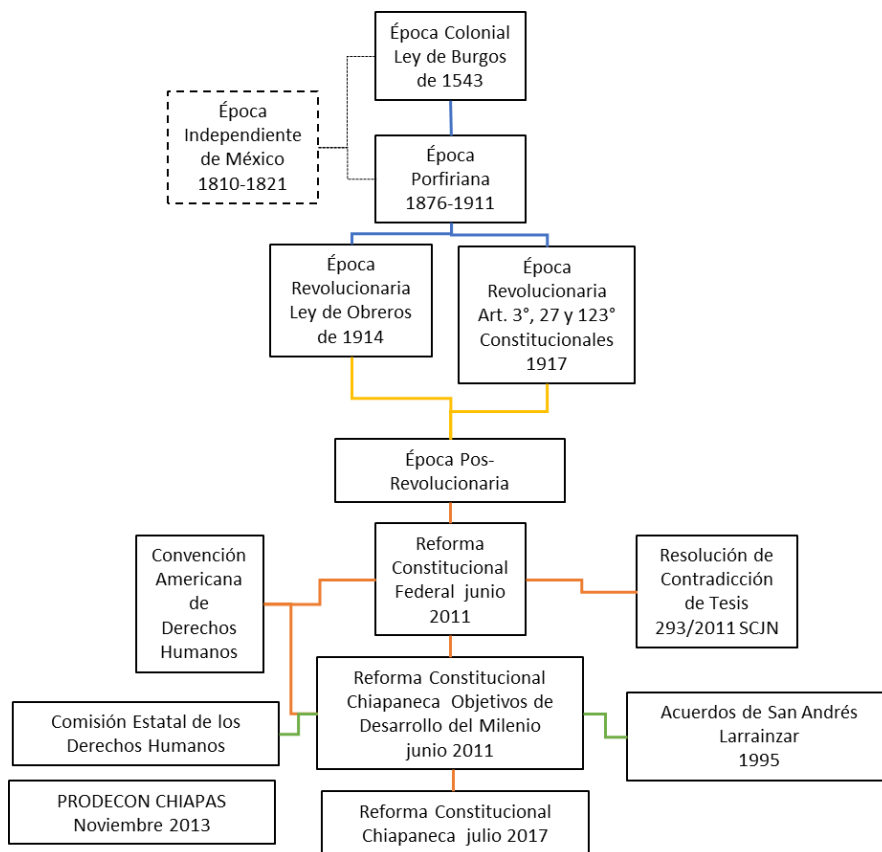 Época Colonial
Ley de Burgos
de 1543
Época
Independiente
de México
1810-1821
Época
Porfiriana
1876-1911
Época
Revolucionaria
Ley de Obreros
de 1914
Época
Revolucionaria
Art. 3°, 27 y 123°
Constitucionales
1917
Época Pos-
Revolucionaria
Convención
Americana
de
Derechos
Humanos
Reforma
Constitucional
Federal junio
2011
Resolución de
Contradicción
de Tesis
293/2011 SCJN
Reforma Constitucional
Chiapaneca Objetivos de
Desarrollo del Milenio
junio 2011
Comisión Estatal de los
Derechos Humanos
Acuerdos de San Andrés
Larrainzar
1995
PRODECON CHIAPAS
Noviembre 2013
Reforma Constitucional
Chiapaneca julio 2017